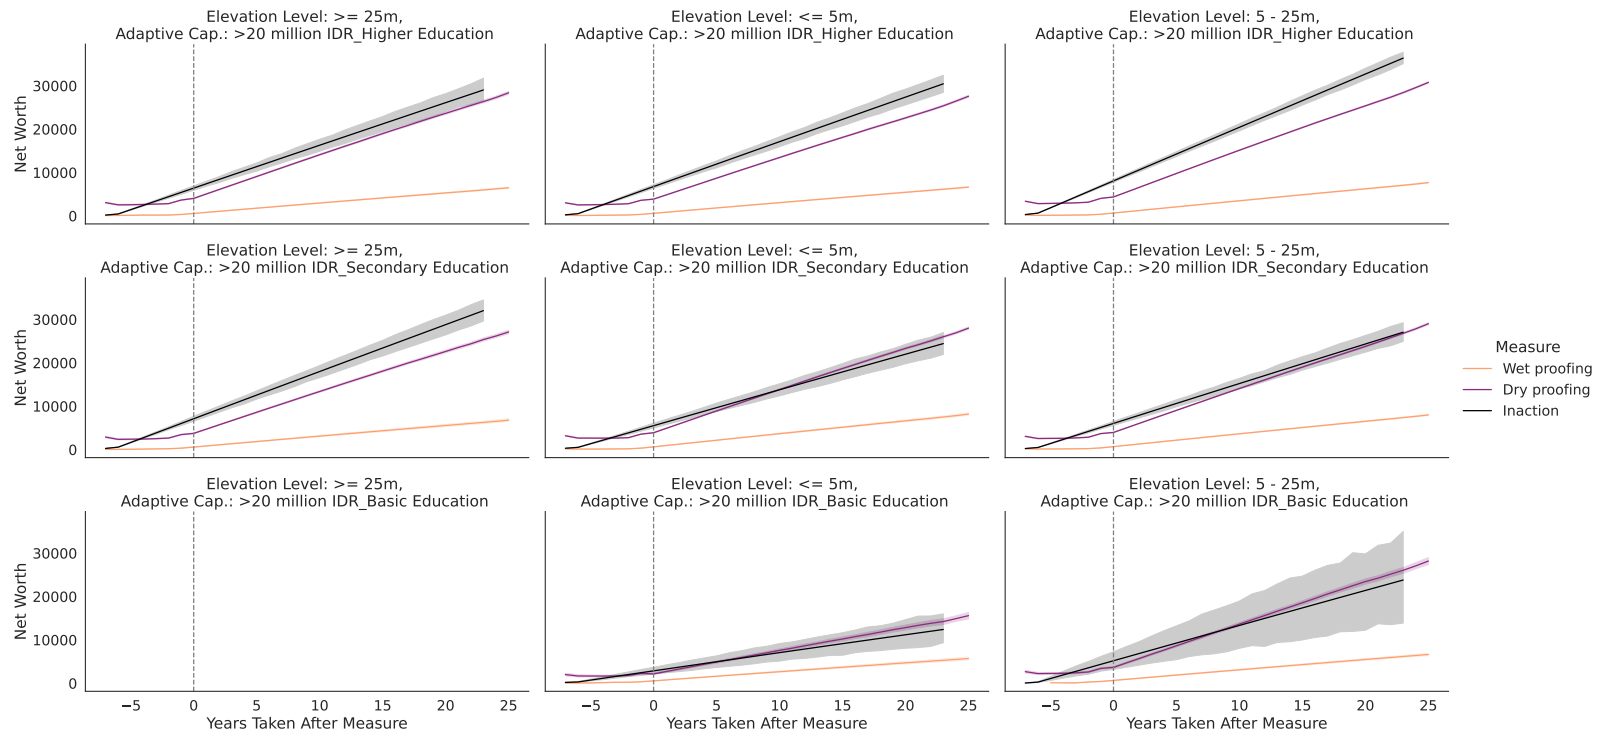 Elevation Level: >= 25m,
Adaptive Cap.: >20 million IDR_Higher Education
Elevation Level: <= 5m,
Adaptive Cap.: >20 million IDR_Higher Education
Elevation Level: 5 - 25m,
Adaptive Cap.: >20 million IDR_Higher Education
Net Worth
30000
20000
10000
0
Elevation Level: >= 25m,
Adaptive Cap.: >20 million IDR_Secondary Education
Elevation Level: <= 5m,
Adaptive Cap.: >20 million IDR_Secondary Education
Elevation Level: 5 - 25m,
Adaptive Cap.: >20 million IDR_Secondary Education
Net Worth
30000
20000
10000
0
Measure
Wet proofing
Dry proofing
Inaction
Elevation Level: >= 25m,
Adaptive Cap.: >20 million IDR_Basic Education
Elevation Level: <= 5m,
Adaptive Cap.: >20 million IDR_Basic Education
Elevation Level: 5 - 25m,
Adaptive Cap.: >20 million IDR_Basic Education
Net Worth
30000
20000
10000
0
−5 0 5 10 15 20 25
Years Taken After Measure
−5 0 5 10 15 20 25
Years Taken After Measure
−5 0 5 10 15 20 25
Years Taken After Measure